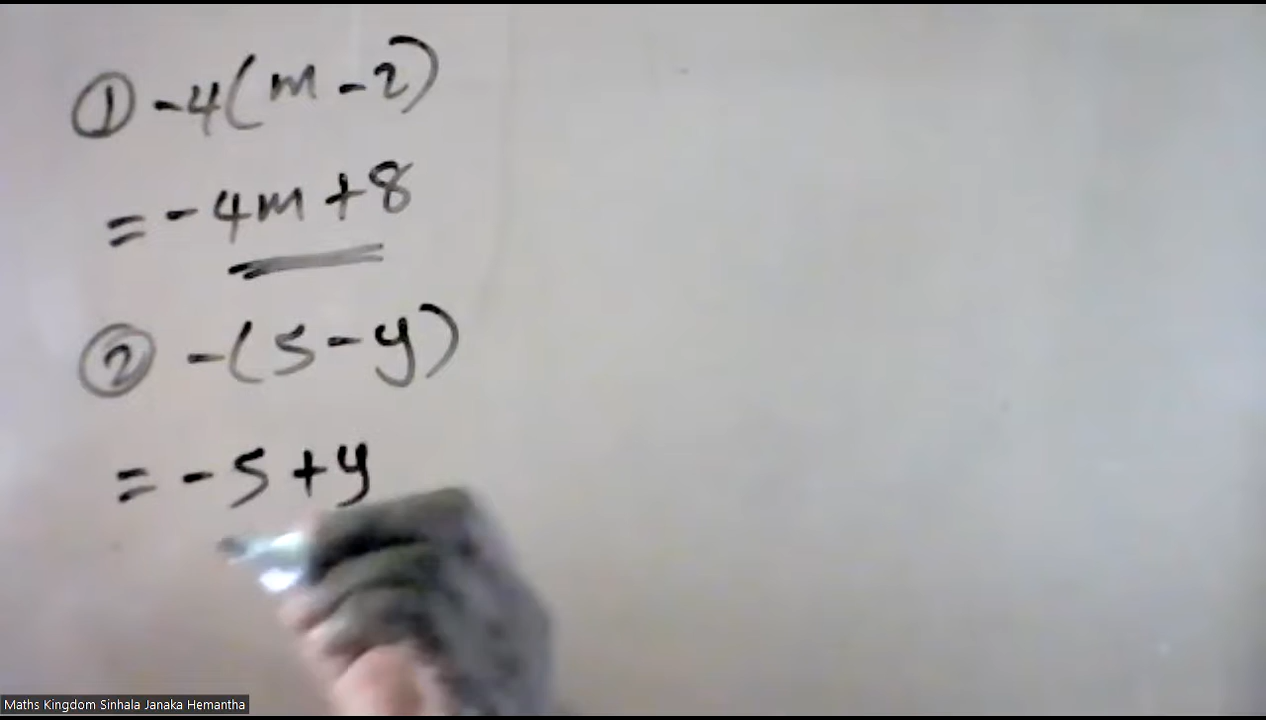 ① -4(m-2)
= -4m+8
② -(5-y)
= -5+y
Maths Kingdom Sinhala Janaka Hemantha